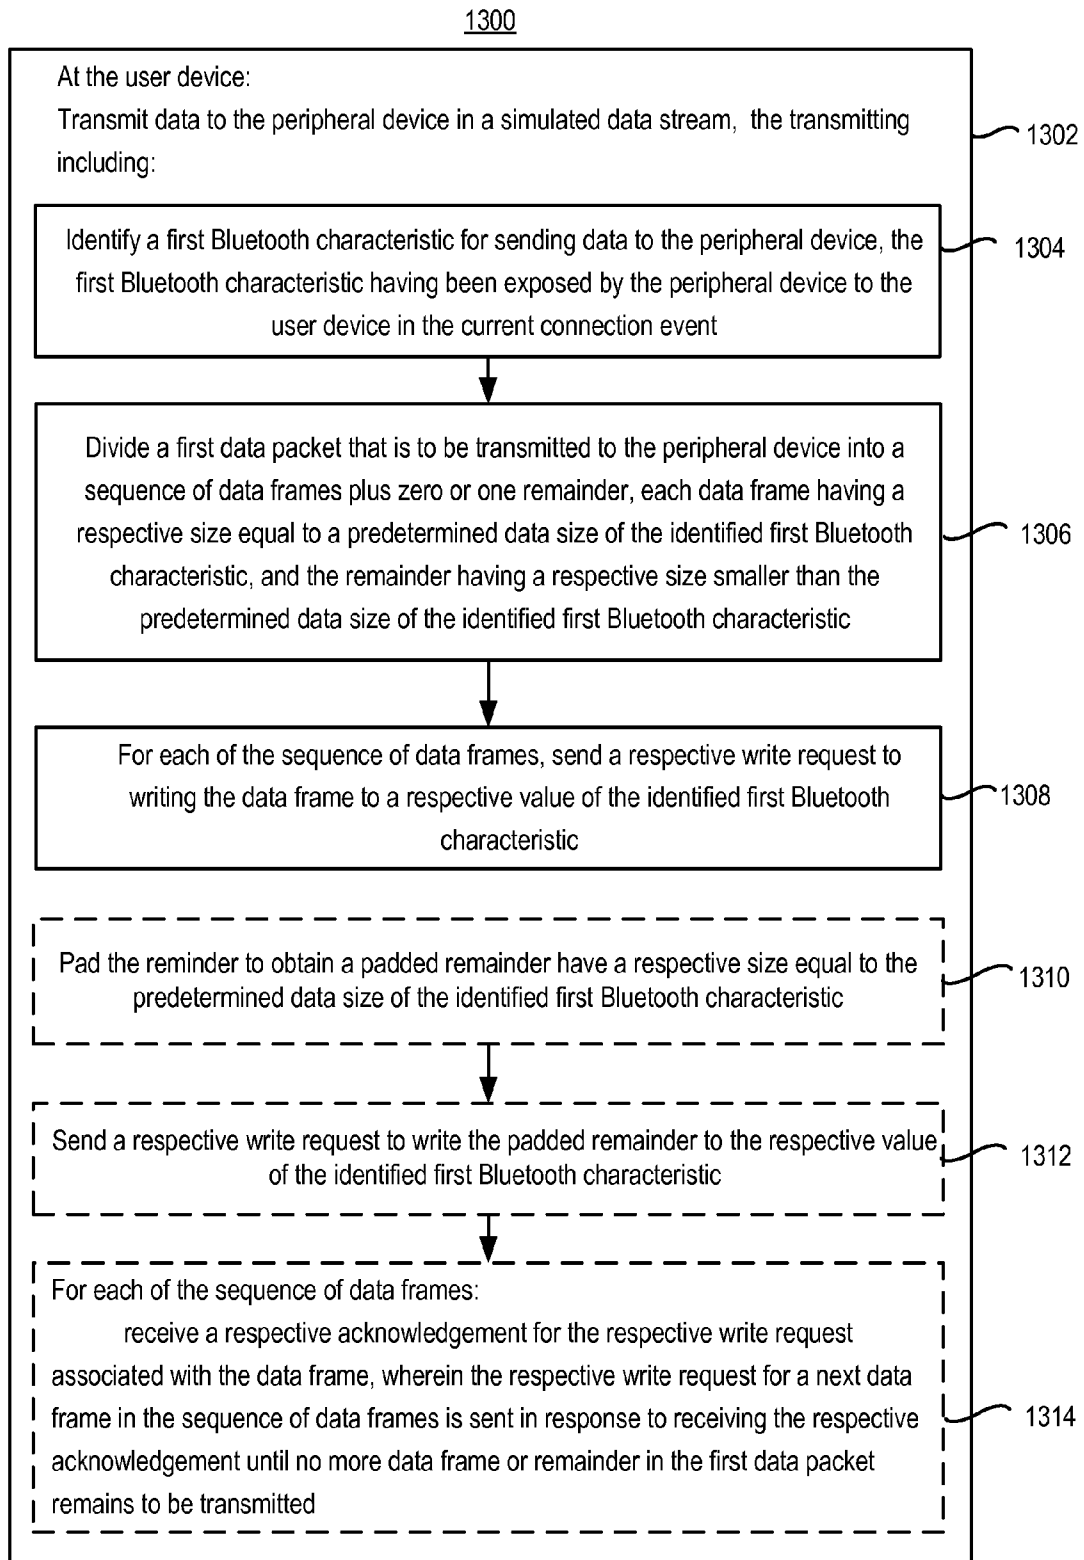 1300
At the user device:
Transmit data to the peripheral device in a simulated data stream, the transmitting
including:
1302
Identify a first Bluetooth characteristic for sending data to the peripheral device, the
first Bluetooth characteristic having been exposed by the peripheral device to the
user device in the current connection event
1304
Divide a first data packet that is to be transmitted to the peripheral device into a
sequence of data frames plus zero or one remainder, each data frame having a
respective size equal to a predetermined data size of the identified first Bluetooth
characteristic, and the remainder having a respective size smaller than the
predetermined data size of the identified first Bluetooth characteristic
1306
For each of the sequence of data frames, send a respective write request to
writing the data frame to a respective value of the identified first Bluetooth
characteristic
1308
Pad the reminder to obtain a padded remainder have a respective size equal to the
predetermined data size of the identified first Bluetooth characteristic
1310
Send a respective write request to write the padded remainder to the respective value
of the identified first Bluetooth characteristic
1312
For each of the sequence of data frames:
receive a respective acknowledgement for the respective write request
associated with the data frame, wherein the respective write request for a next data
frame in the sequence of data frames is sent in response to receiving the respective
acknowledgement until no more data frame or remainder in the first data packet
remains to be transmitted
1314